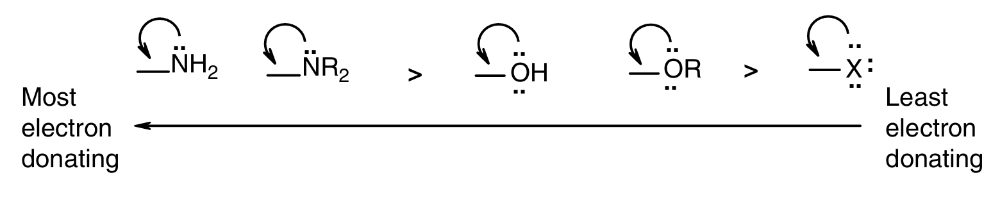 NH2 NR2 > OH OR > X
Most Least
electron electron
donating donating